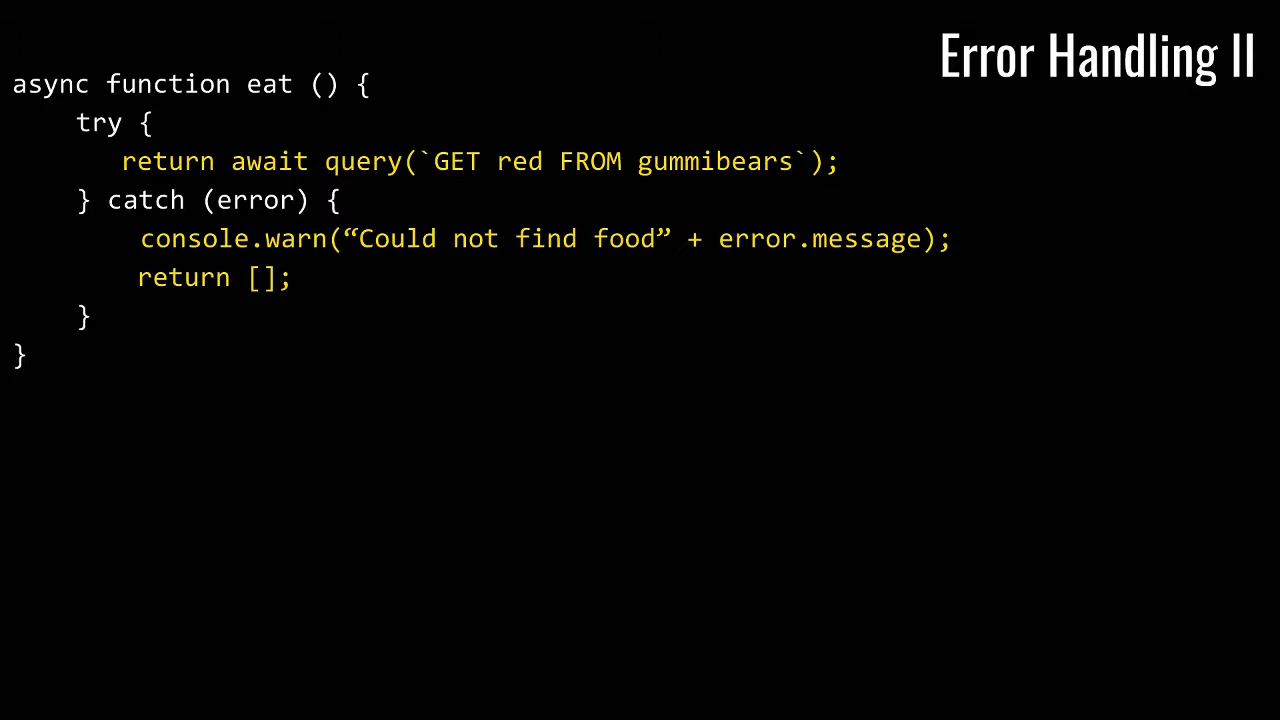 Error Handling II
async function eat () {
    try {
       return await query(`GET red FROM gummibears`);
    } catch (error) {
        console.warn(“Could not find food” + error.message);
        return [];
    }
}